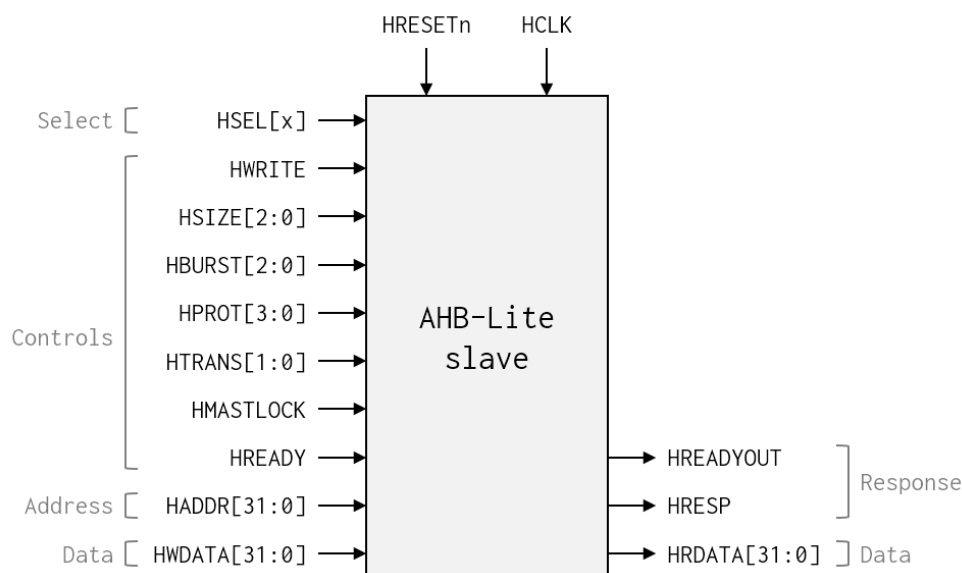 HRESETn HCLK
Select HSEL[x]
HWRITE
HSIZE[2:0]
HBURST[2:0]
HPROT[3:0]
AHB-Lite
slave
Controls
HTRANS[1:0]
HMASTLOCK
HREADY HREADYOUT
Response
Address HADDR[31:0] HRESP
Data HWDATA[31:0] HRDATA[31:0] Data